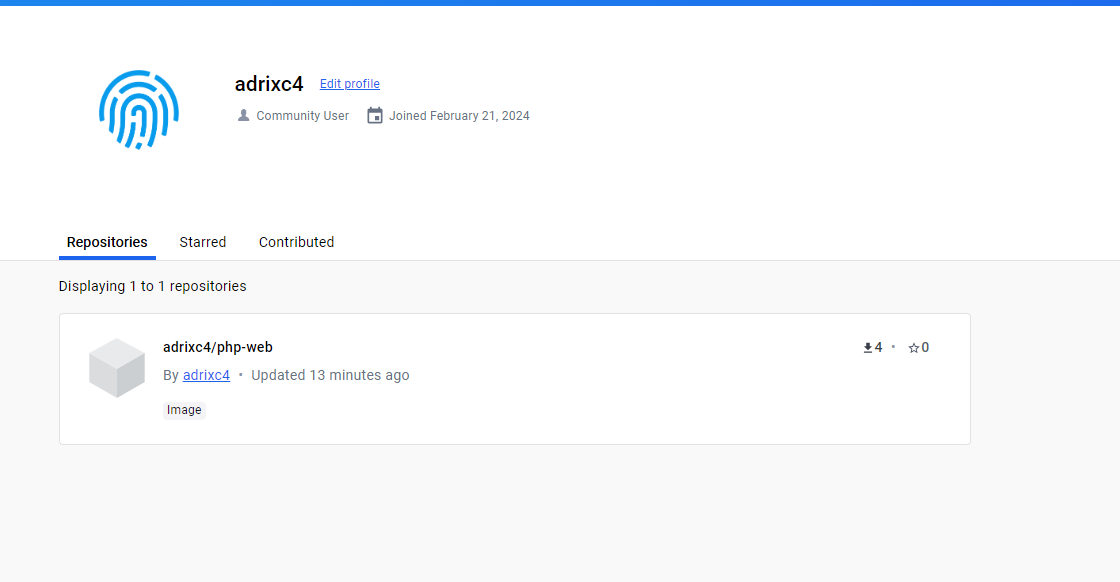 adrixc4 Edit profile
Community User Joined February 21, 2024
Repositories Starred Contributed
Displaying 1 to 1 repositories
adrixc4/php-web 4 • 0
By adrixc4 • Updated 13 minutes ago
Image